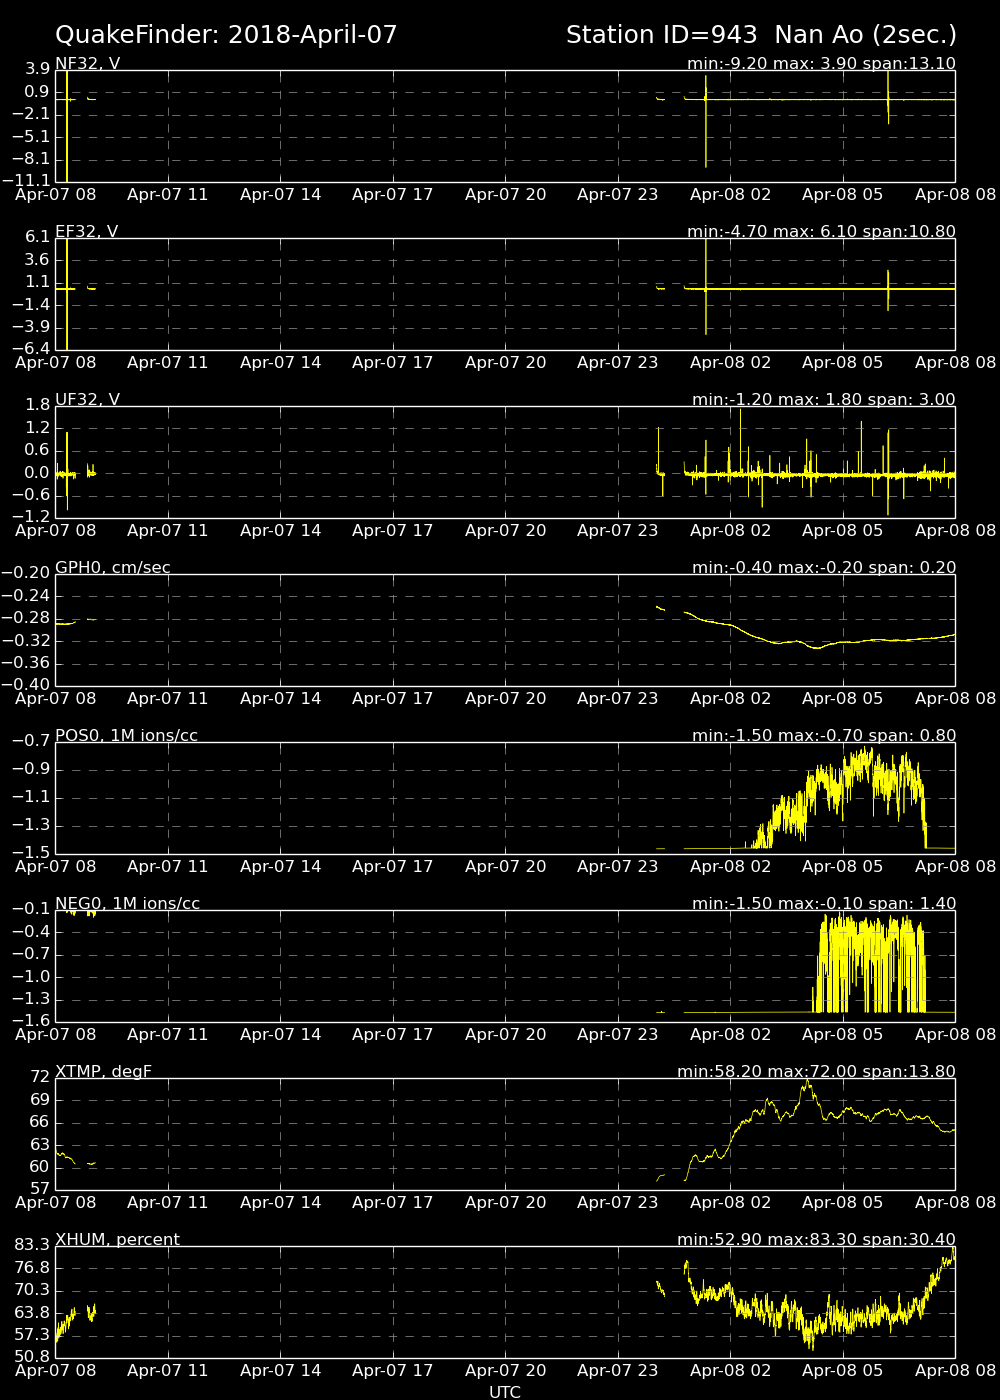 QuakeFinder: 2018-April-07 Station ID=943 Nan Ao (2sec.)
NF32, V min:-9.20 max: 3.90 span:13.10
3.9
0.9
−2.1
−5.1
−8.1
−11.1
Apr-07 08 Apr-07 11 Apr-07 14 Apr-07 17 Apr-07 20 Apr-07 23 Apr-08 02 Apr-08 05 Apr-08 08
EF32, V min:-4.70 max: 6.10 span:10.80
6.1
3.6
1.1
−1.4
−3.9
−6.4
Apr-07 08 Apr-07 11 Apr-07 14 Apr-07 17 Apr-07 20 Apr-07 23 Apr-08 02 Apr-08 05 Apr-08 08
UF32, V min:-1.20 max: 1.80 span: 3.00
1.8
1.2
0.6
0.0
−0.6
−1.2
Apr-07 08 Apr-07 11 Apr-07 14 Apr-07 17 Apr-07 20 Apr-07 23 Apr-08 02 Apr-08 05 Apr-08 08
GPH0, cm/sec min:-0.40 max:-0.20 span: 0.20
−0.20
−0.24
−0.28
−0.32
−0.36
−0.40
Apr-07 08 Apr-07 11 Apr-07 14 Apr-07 17 Apr-07 20 Apr-07 23 Apr-08 02 Apr-08 05 Apr-08 08
POS0, 1M ions/cc min:-1.50 max:-0.70 span: 0.80
−0.7
−0.9
−1.1
−1.3
−1.5
Apr-07 08 Apr-07 11 Apr-07 14 Apr-07 17 Apr-07 20 Apr-07 23 Apr-08 02 Apr-08 05 Apr-08 08
NEG0, 1M ions/cc min:-1.50 max:-0.10 span: 1.40
−0.1
−0.4
−0.7
−1.0
−1.3
−1.6
Apr-07 08 Apr-07 11 Apr-07 14 Apr-07 17 Apr-07 20 Apr-07 23 Apr-08 02 Apr-08 05 Apr-08 08
XTMP, degF min:58.20 max:72.00 span:13.80
72
69
66
63
60
57
Apr-07 08 Apr-07 11 Apr-07 14 Apr-07 17 Apr-07 20 Apr-07 23 Apr-08 02 Apr-08 05 Apr-08 08
XHUM, percent min:52.90 max:83.30 span:30.40
83.3
76.8
70.3
63.8
57.3
50.8
Apr-07 08 Apr-07 11 Apr-07 14 Apr-07 17 Apr-07 20 Apr-07 23 Apr-08 02 Apr-08 05 Apr-08 08
UTC